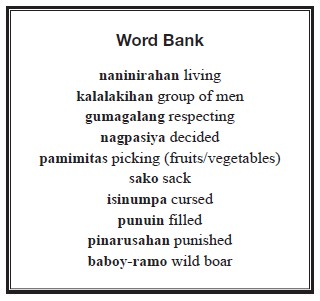 Word Bank
naninirahan living
kalalakihan group of men
gumagalang respecting
nagpasiya decided
pamimitas picking (fruits/vegetables)
sako sack
isinumpa cursed
punuin filled
pinarusahan punished
baboy-ramo wild boar